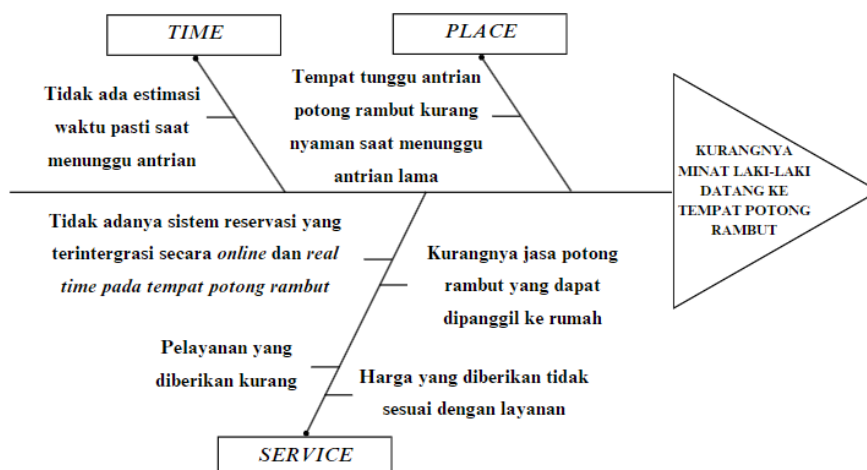 TIME
PLACE
Tidak ada estimasi
waktu pasti saat
menunggu antrian
Tempat tunggu antrian
potong rambut kurang
nyaman saat menunggu
antrian lama
KURANGNYA
MINAT LAKI-LAKI
DATANG KE
TEMPAT POTONG
RAMBUT
Tidak adanya sistem reservasi yang
terintergrasi secara online dan real
time pada tempat potong rambut
Kurangnya jasa potong
rambut yang dapat
dipanggil ke rumah
Pelayanan yang
diberikan kurang
Harga yang diberikan tidak
sesuai dengan layanan
SERVICE